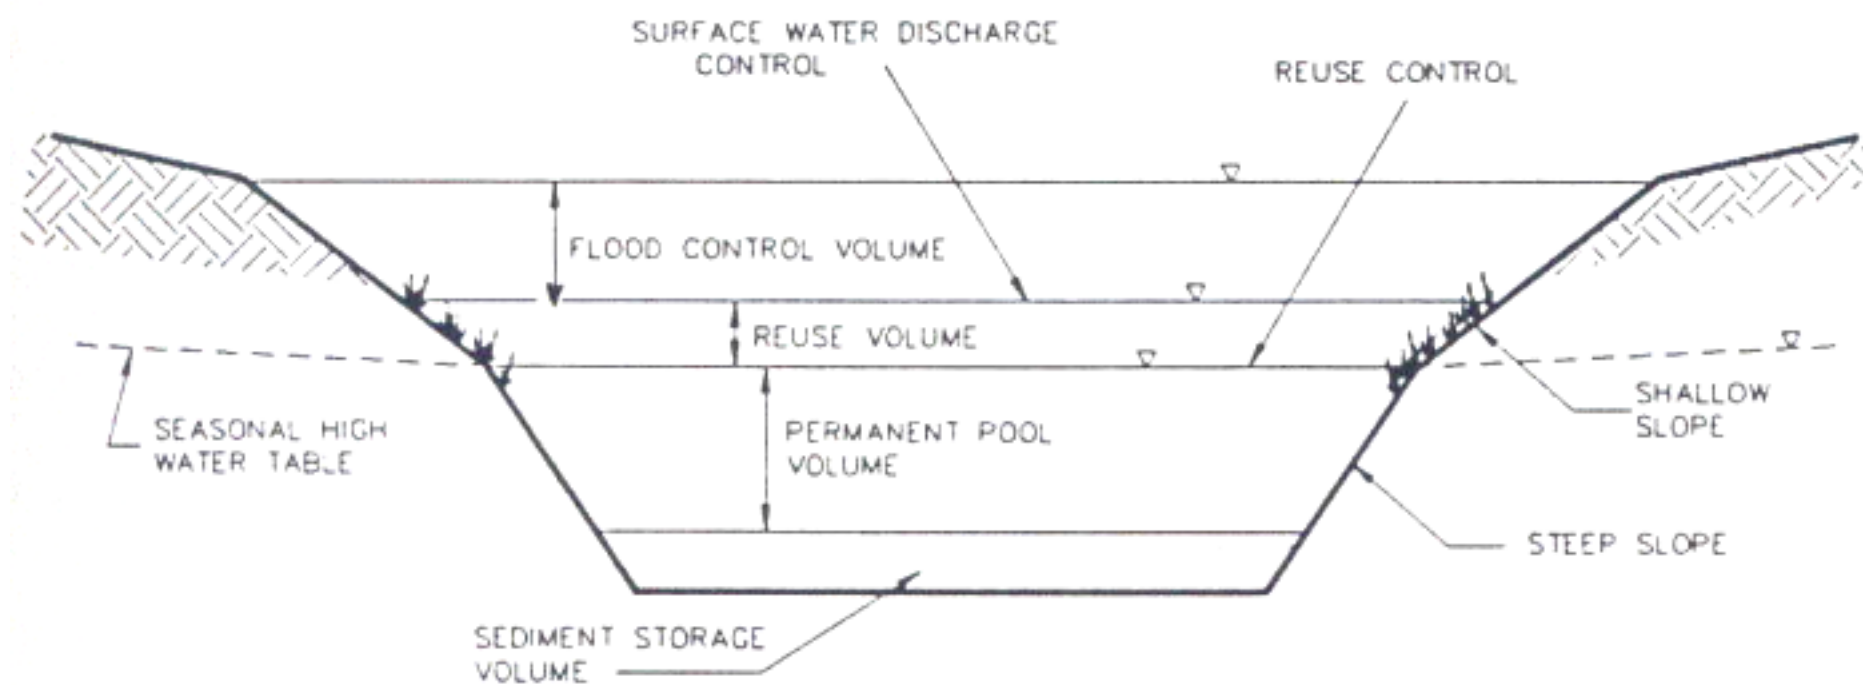 SURFACE WATER DISCHARGE
CONTROL
REUSE CONTROL
FLOOD CONTROL VOLUME
REUSE VOLUME
SEASONAL HIGH
WATER TABLE
PERMANENT POOL
VOLUME
SHALLOW
SLOPE
STEEP SLOPE
SEDIMENT STORAGE
VOLUME